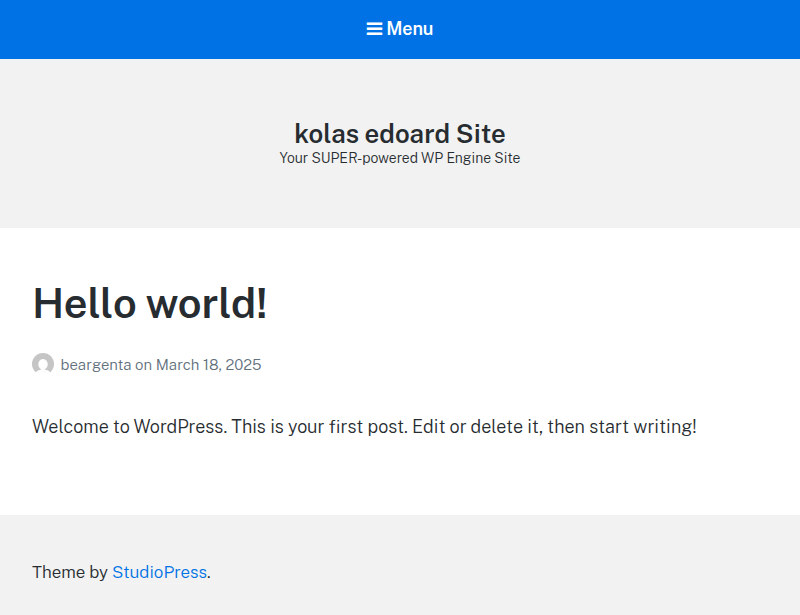 Menu
kolas edoard Site
Your SUPER-powered WP Engine Site
Hello world!
beargenta on March 18, 2025
Welcome to WordPress. This is your first post. Edit or delete it, then start writing!
Theme by StudioPress.